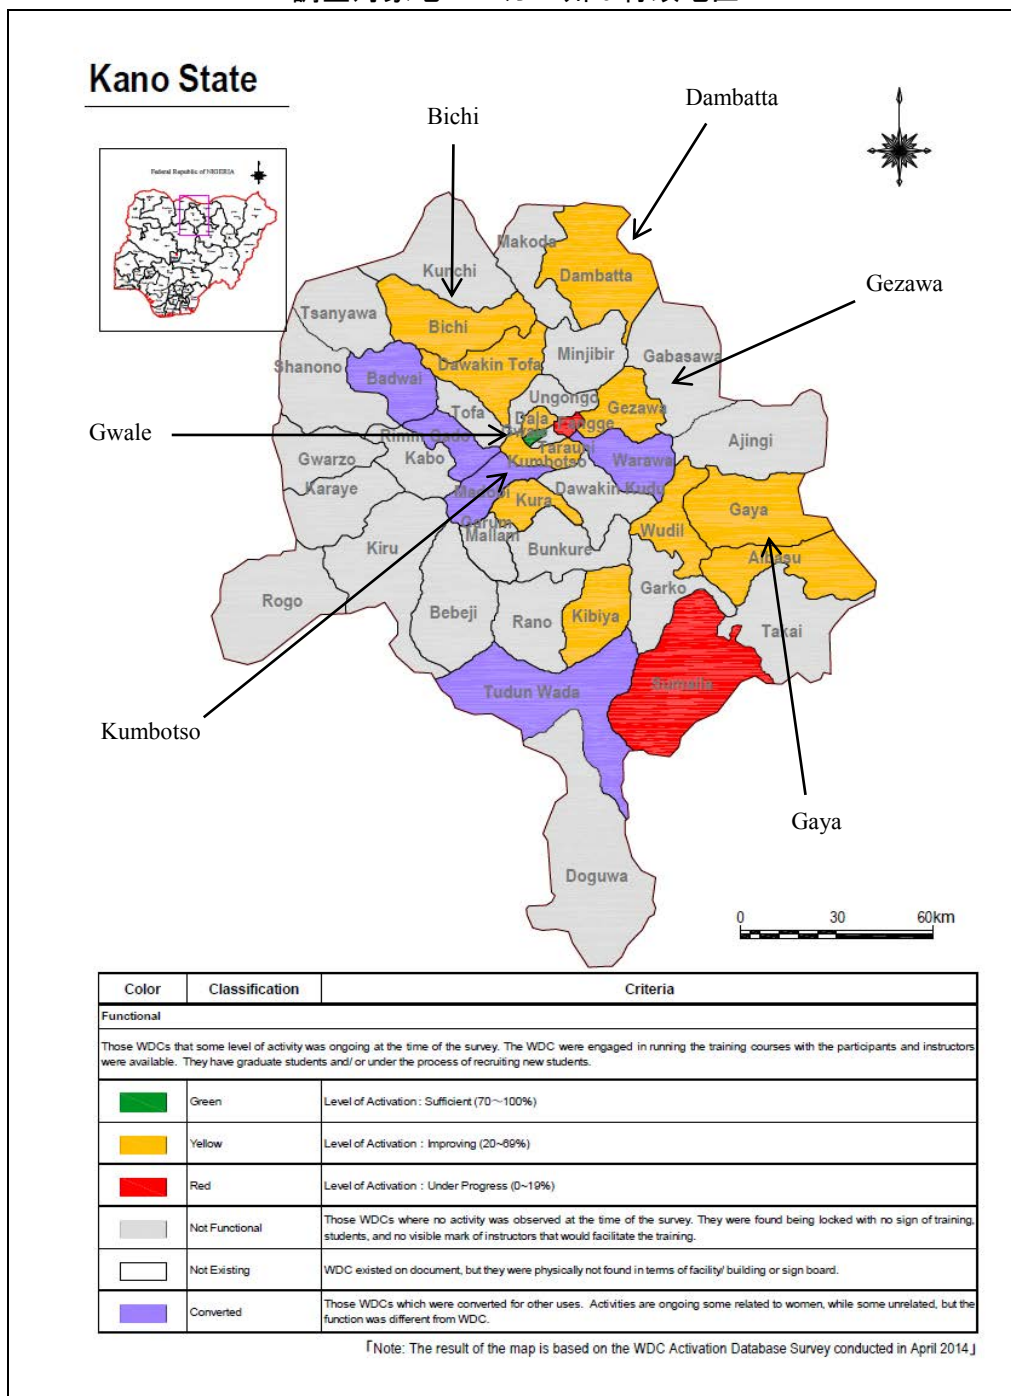 Kano State
Federal Republic of NIGERIA
Bichi
Dambatta
Gezawa
Gwale
Kumbotso
Gaya
Makoda
Kunchi
Dambatta
Tsanyawa
Bichi
Minjibir
Gabasawa
Shanono
Dawakin Tofa
Badwai
Ungongo
Gezawa
Tofa
Dala
Ajingi
Gwarzo
Kabo
Tarauni
Kumbotso
Warawa
Karaye
Madobi
Dawakin Kudu
Kura
Gaya
Garum
Mallam
Wudil
Kiru
Bunkure
Albasu
Rogo
Bebeji
Rano
Kibiya
Garko
Takai
Tudun Wada
Sumaila
Doguwa
0 30 60km
Color Classification Criteria
Functional
Those WDCs that some level of activity was ongoing at the time of the survey. The WDC were engaged in running the training courses with the participants and instructors
were available. They have graduate students and/ or under the process of recruiting new students.
Green Level of Activation : Sufficient (70～100%)
Yellow Level of Activation : Improving (20~69%)
Red Level of Activation : Under Progress (0~19%)
Not Functional Those WDCs where no activity was observed at the time of the survey. They were found being locked with no sign of training,
students, and no visible mark of instructors that would facilitate the training.
Not Existing WDC existed on document, but they were physically not found in terms of facility/ building or sign board.
Converted Those WDCs which were converted for other uses. Activities are ongoing some related to women, while some unrelated, but the
function was different from WDC.
「Note: The result of the map is based on the WDC Activation Database Survey conducted in April 2014」